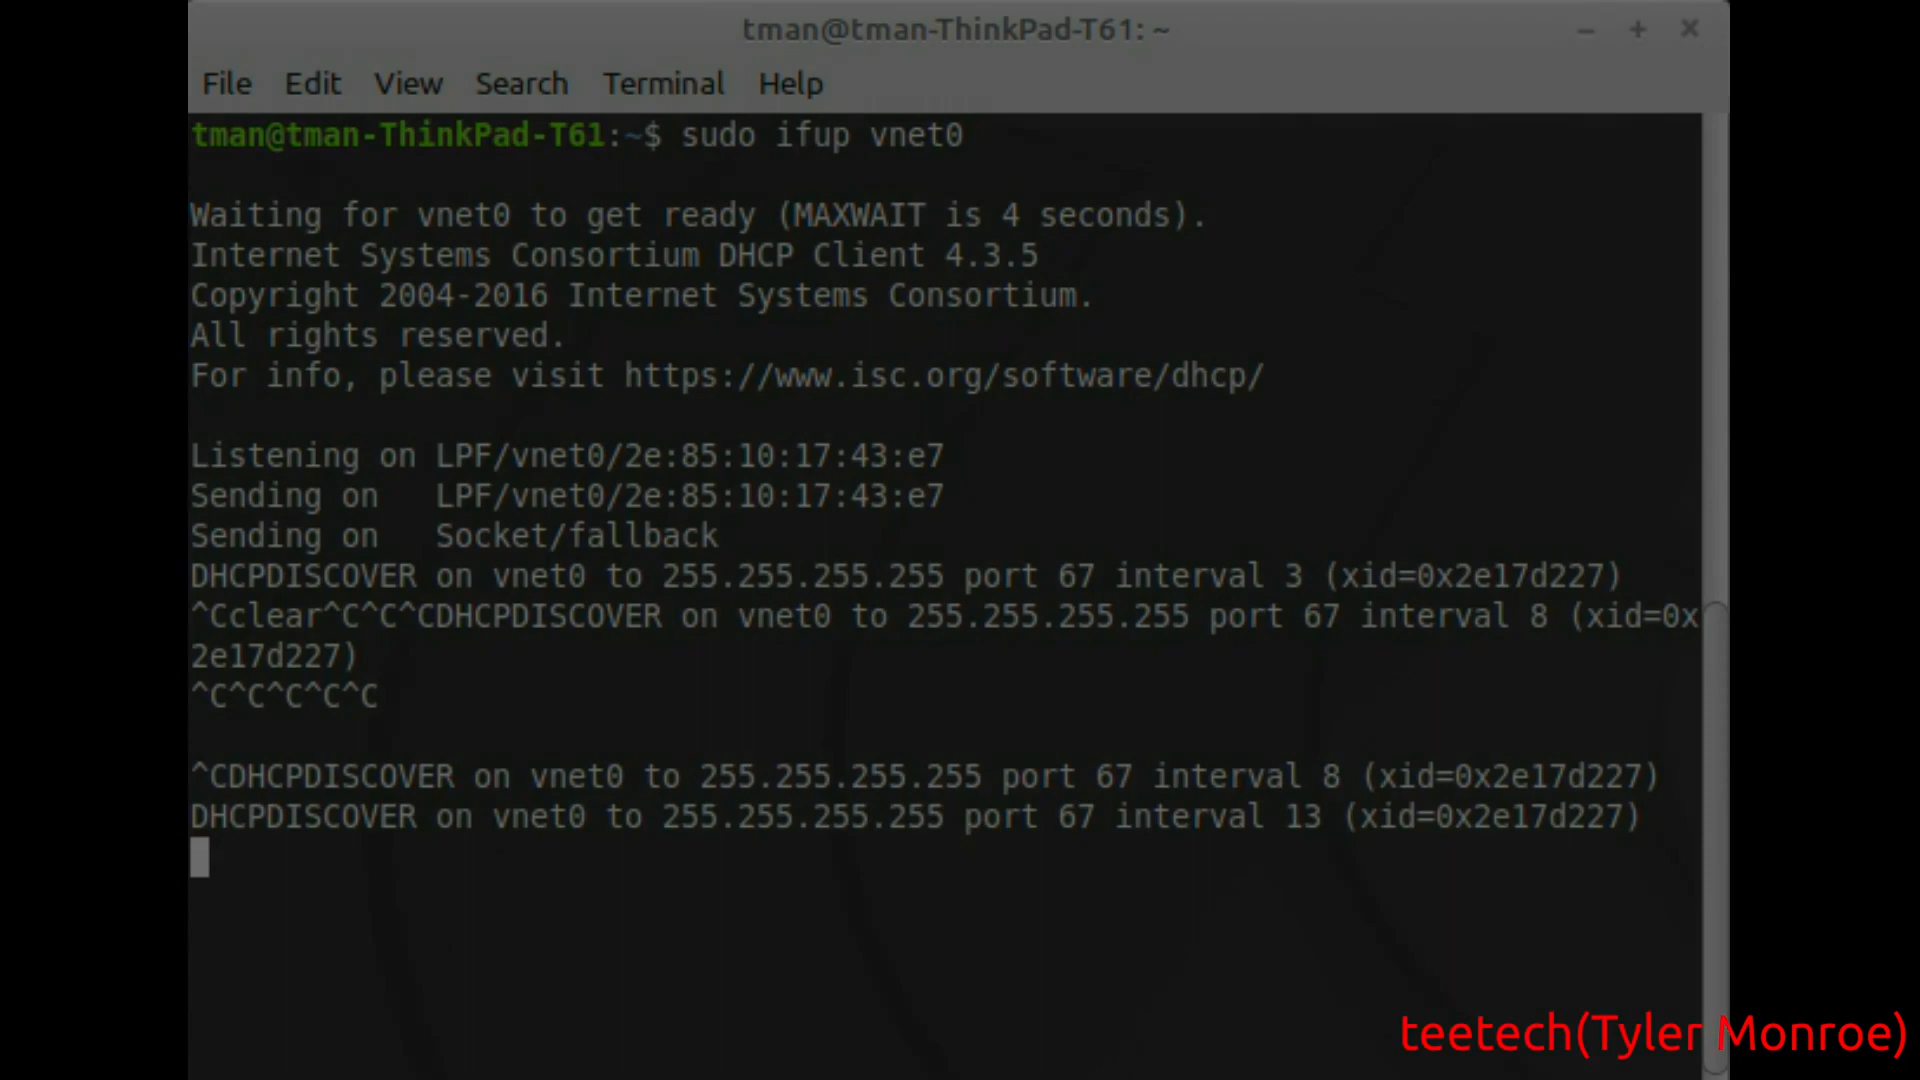 tman@tman-ThinkPad-T61: ~
File Edit View Search Terminal Help
tman@tman-ThinkPad-T61:~$ sudo ifup vnet0
Waiting for vnet0 to get ready (MAXWAIT is 4 seconds).
Internet Systems Consortium DHCP Client 4.3.5
Copyright 2004-2016 Internet Systems Consortium.
All rights reserved.
For info, please visit https://www.isc.org/software/dhcp/
Listening on LPF/vnet0/2e:85:10:17:43:e7
Sending on   LPF/vnet0/2e:85:10:17:43:e7
Sending on   Socket/fallback
DHCPDISCOVER on vnet0 to 255.255.255.255 port 67 interval 3 (xid=0x2e17d227)
^Cclear^C^C^CDHCPDISCOVER on vnet0 to 255.255.255.255 port 67 interval 8 (xid=0x
2e17d227)
^C^C^C^C^C
^CDHCPDISCOVER on vnet0 to 255.255.255.255 port 67 interval 8 (xid=0x2e17d227)
DHCPDISCOVER on vnet0 to 255.255.255.255 port 67 interval 13 (xid=0x2e17d227)
teetech(Tyler Monroe)